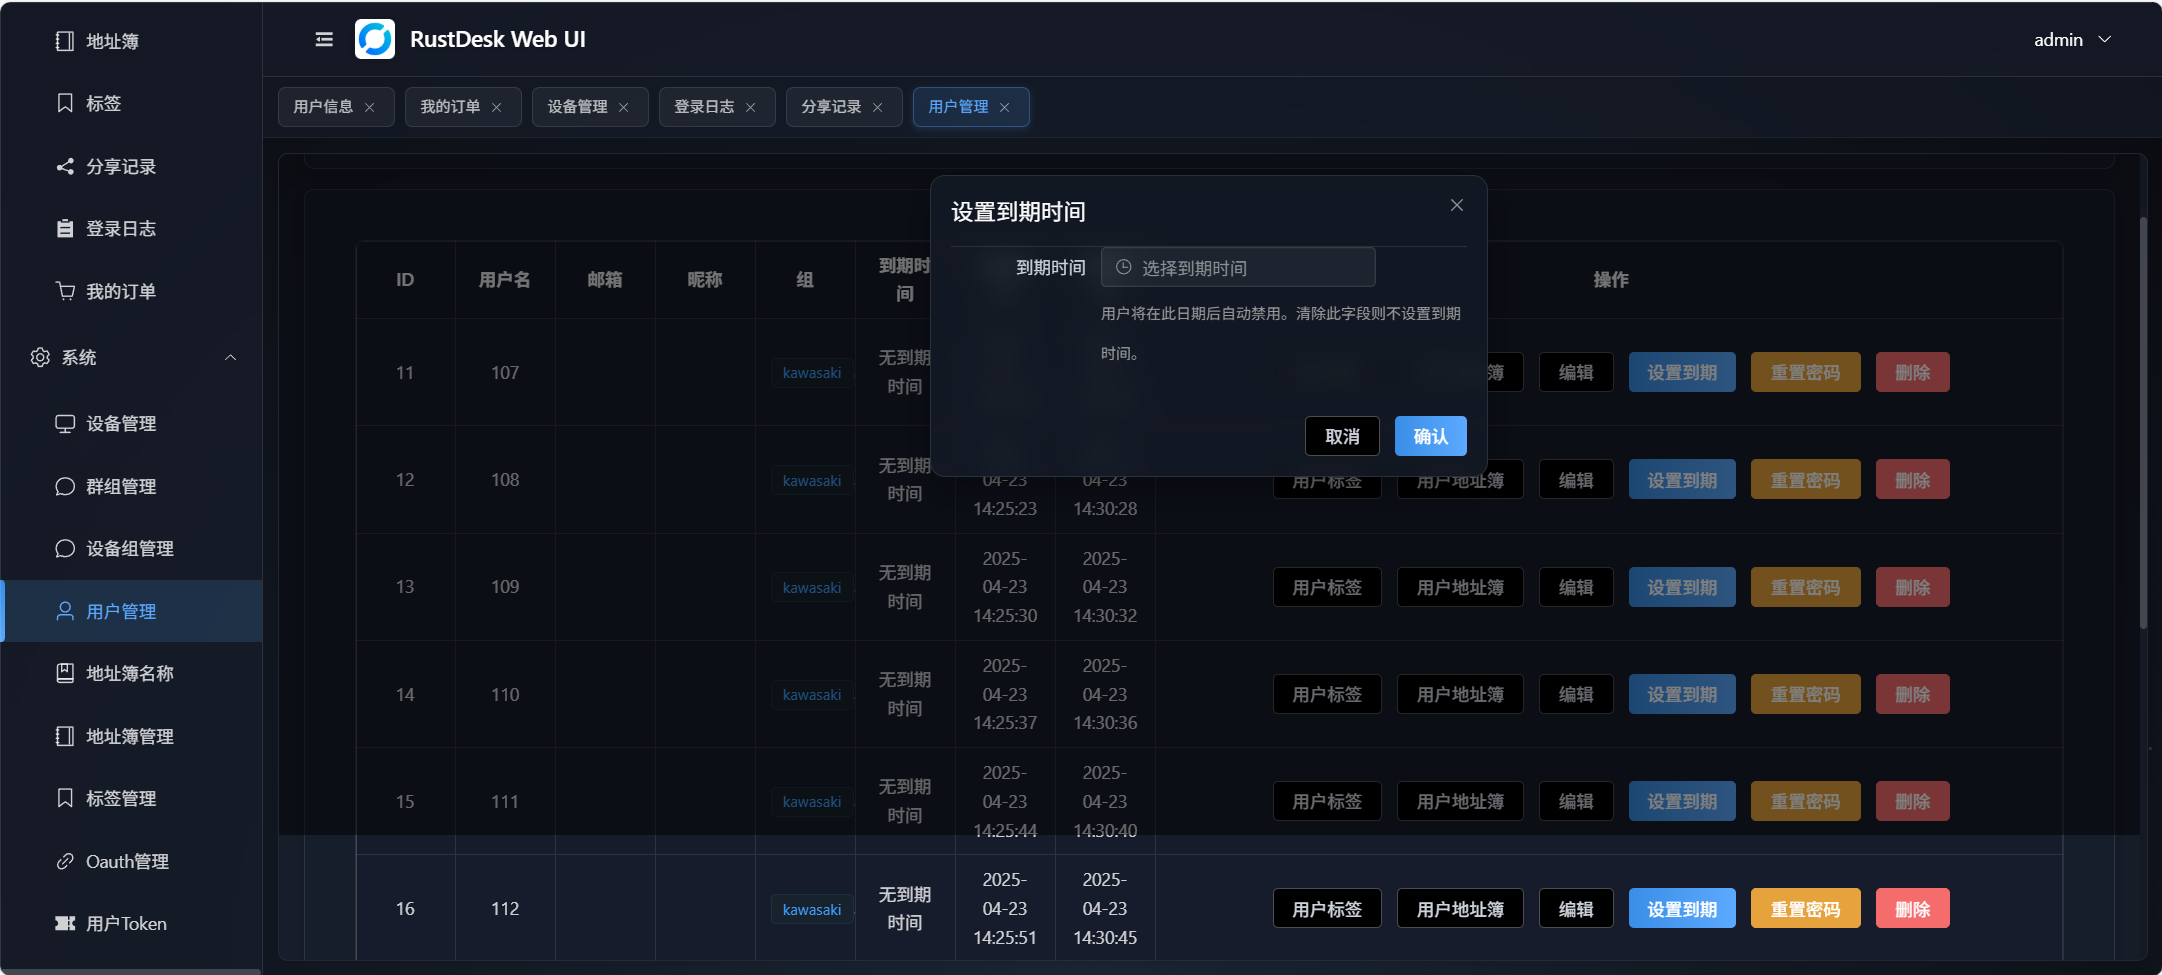 地址簿
标签
分享记录
登录日志
我的订单
系统
设备管理
群组管理
设备组管理
用户管理
地址簿名称
地址簿管理
标签管理
Oauth管理
用户Token
RustDesk Web UI
admin
用户信息
我的订单
设备管理
登录日志
分享记录
用户管理
设置到期时间
到期时间
选择到期时间
用户将在此日期后自动禁用。清除此字段则不设置到期
时间。
取消
确认
ID
用户名
邮箱
昵称
组
到期时
间
操作
11
107
kawasaki
无到期
时间
簿
编辑
设置到期
重置密码
删除
12
108
kawasaki
无到期
时间
04-23
14:25:23
04-23
14:30:28
用户标签
用户地址簿
编辑
设置到期
重置密码
删除
13
109
kawasaki
无到期
时间
2025-
04-23
14:25:30
2025-
04-23
14:30:32
用户标签
用户地址簿
编辑
设置到期
重置密码
删除
14
110
kawasaki
无到期
时间
2025-
04-23
14:25:37
2025-
04-23
14:30:36
用户标签
用户地址簿
编辑
设置到期
重置密码
删除
15
111
kawasaki
无到期
时间
2025-
04-23
14:25:44
2025-
04-23
14:30:40
用户标签
用户地址簿
编辑
设置到期
重置密码
删除
16
112
kawasaki
无到期
时间
2025-
04-23
14:25:51
2025-
04-23
14:30:45
用户标签
用户地址簿
编辑
设置到期
重置密码
删除